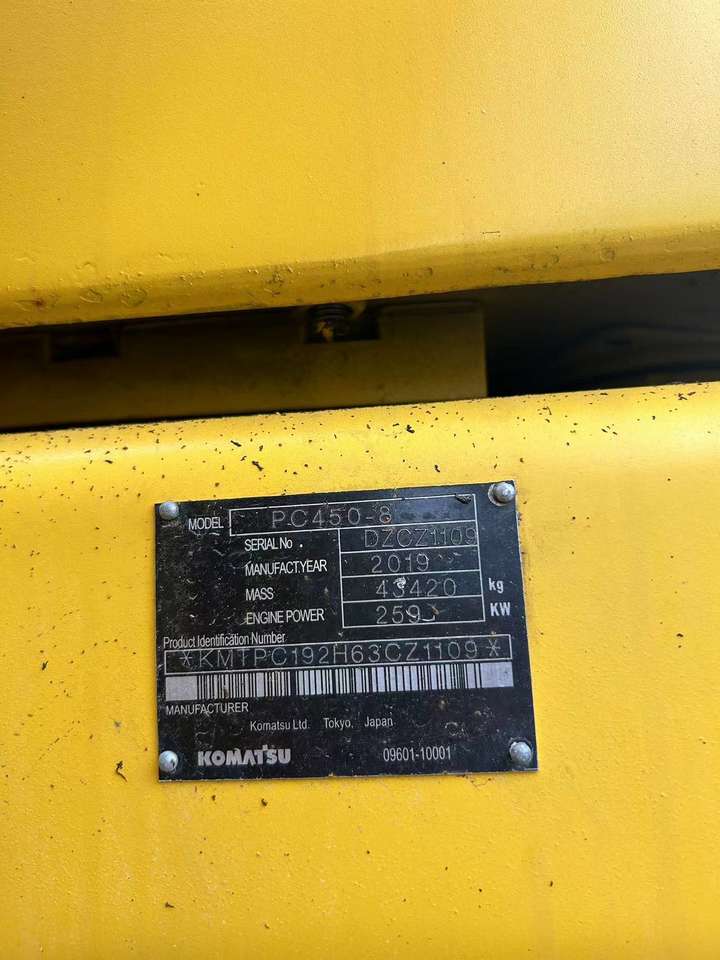 MODEL PC450-8
SERIAL No DZCZ1109
MANUFACT.YEAR 2019
MASS 43420 kg
ENGINE POWER 259 KW
Product Identification Number
*KMTPC192H63CZ1109*
MANUFACTURER
Komatsu Ltd. Tokyo, Japan
KOMATSU 09601-10001